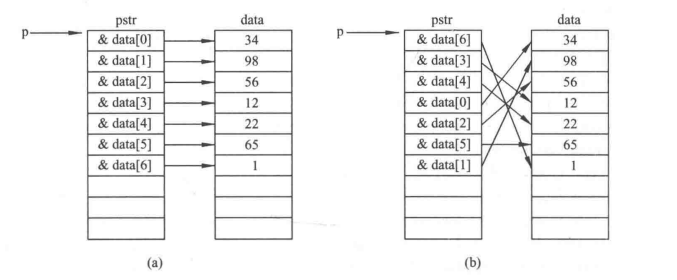 pstr data pstr data
p & data[0] 34 p & data[6] 34
& data[1] 98 & data[3] 98
& data[2] 56 & data[4] 56
& data[3] 12 & data[0] 12
& data[4] 22 & data[2] 22
& data[5] 65 & data[5] 65
& data[6] 1 & data[1] 1
(a) (b)